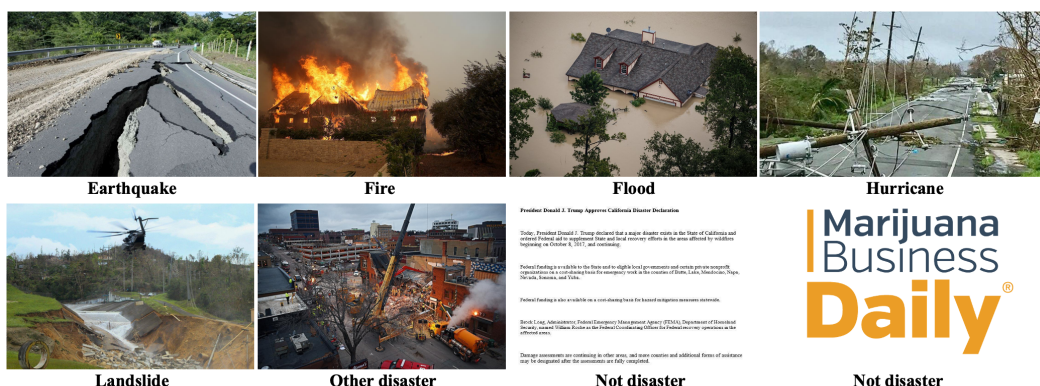 Earthquake
Fire
Flood
Hurricane
President Donald J. Trump Approves California Disaster Declaration
Today, President Donald J. Trump declared that a major disaster exists in the State of California and
ordered Federal aid to supplement State and local recovery efforts in the areas affected by wildfires
beginning on October 8, 2017, and continuing.
Federal funding is available to the State and to eligible local governments and certain private nonprofit
organizations on a cost-sharing basis for emergency work in the counties of Butte, Lake, Mendocino, Napa,
Nevada, Sonoma, and Yuba.
Federal funding is also available on a cost-sharing basis for hazard mitigation measures statewide.
Brock Long, Administrator, Federal Emergency Management Agency (FEMA), Department of Homeland
Security, named William Roche as the Federal Coordinating Officer for Federal recovery operations in the
affected areas.
Damage assessments are continuing in other areas, and more counties and additional forms of assistance
may be designated after the assessments are fully completed.
Marijuana
Business
Daily®
Landslide
Other disaster
Not disaster
Not disaster